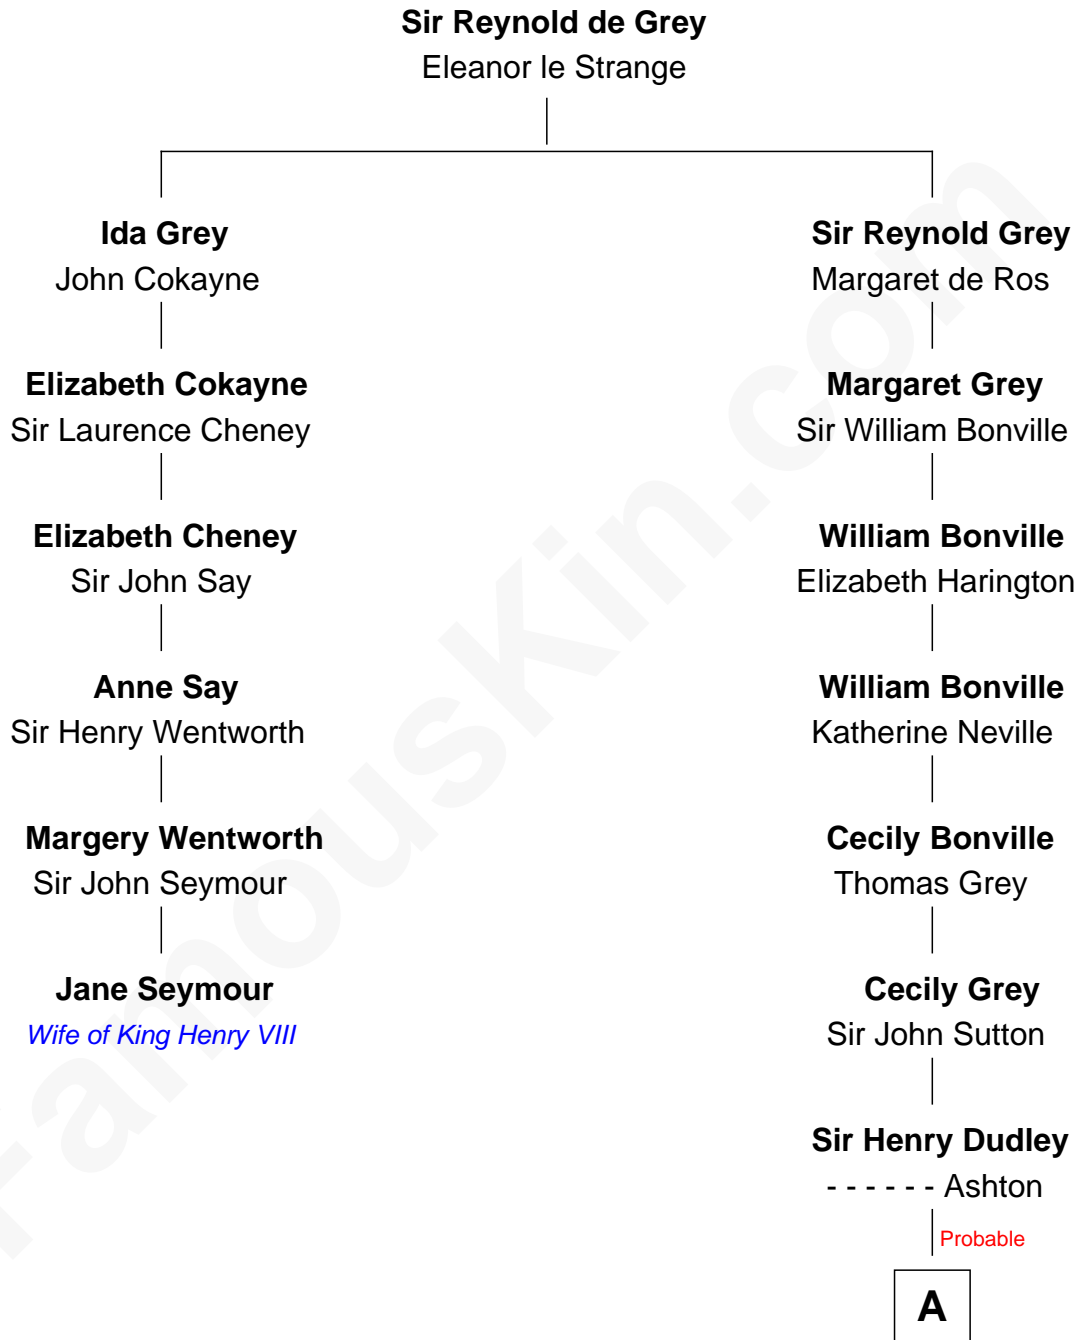 Sir Reynold de Grey
Eleanor le Strange
Ida Grey
John Cokayne
Elizabeth Cokayne
Sir Laurence Cheney
Elizabeth Cheney
Sir John Say
Anne Say
Sir Henry Wentworth
Margery Wentworth
Sir John Seymour
Jane Seymour
Wife of King Henry VIII
Sir Reynold Grey
Margaret de Ros
Margaret Grey
Sir William Bonville
William Bonville
Elizabeth Harington
William Bonville
Katherine Neville
Cecily Bonville
Thomas Grey
Cecily Grey
Sir John Sutton
Sir Henry Dudley
- - - - - - Ashton
Probable
A
FamousKin.com